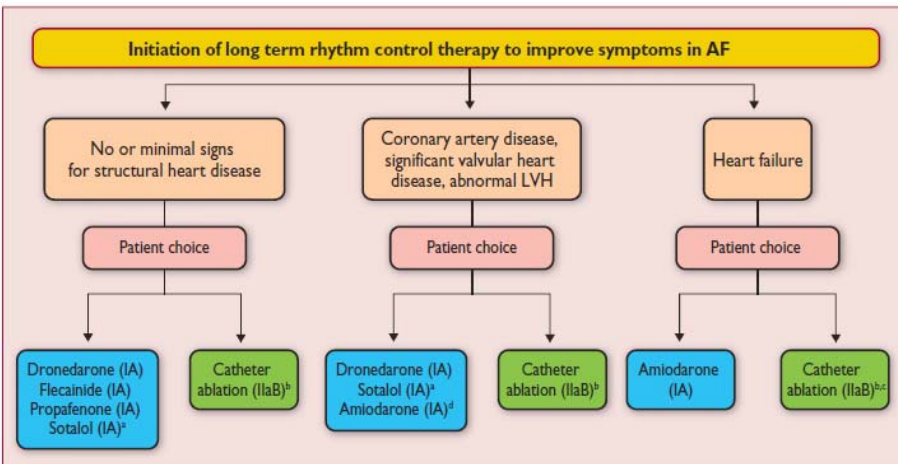 Initiation of long term rhythm control therapy to improve symptoms in AF
No or minimal signs
for structural heart disease
Coronary artery disease,
significant valvular heart
disease, abnormal LVH
Heart failure
Patient choice
Patient choice
Patient choice
Dronedarone (IA)
Flecainide (IA)
Propafenone (IA)
Sotalol (IA)ᵃ
Catheter
ablation (IIaB)ᵇ
Dronedarone (IA)
Sotalol (IA)ᵃ
Amiodarone (IA)ᵈ
Catheter
ablation (IIaB)ᵇ
Amiodarone
(IA)
Catheter
ablation (IIaB)ᵇ,ᶜ